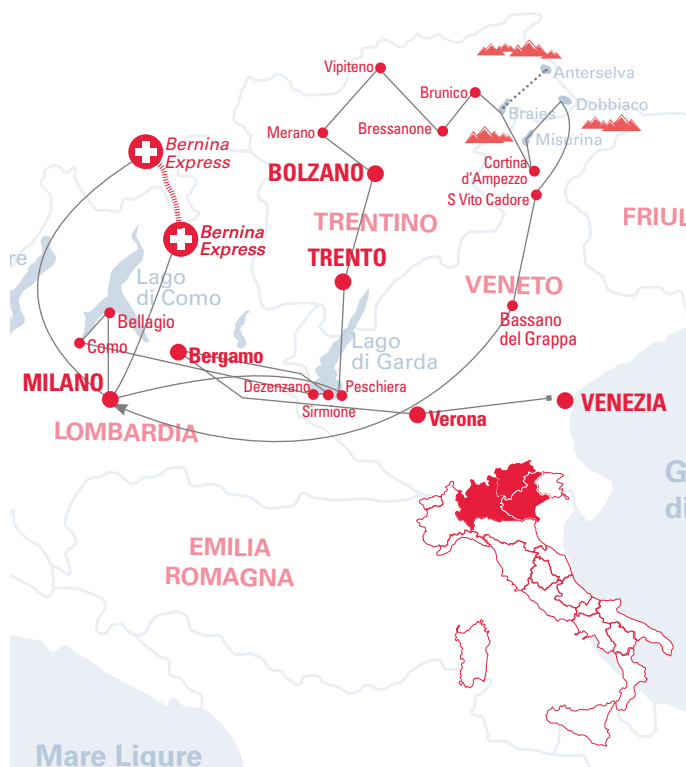 Vipiteno
Anterselva
Brunico
Braies
Dobbiaco
Merano
Bressanone
Misurina
Bernina
Express
BOLZANO
Cortina
d'Ampezzo
S Vito Cadore
TRENTINO
FRIUL
Bernina
Express
re
TRENTO
Lago
di Como
VENETO
Bellagio
Bassano
del Grappa
Como
Bergamo
Lago
di Garda
MILANO
Dezenzano
Peschiera
Sirmione
Verona
VENEZIA
LOMBARDIA
G
di
EMILIA
ROMAGNA
Mare Ligure